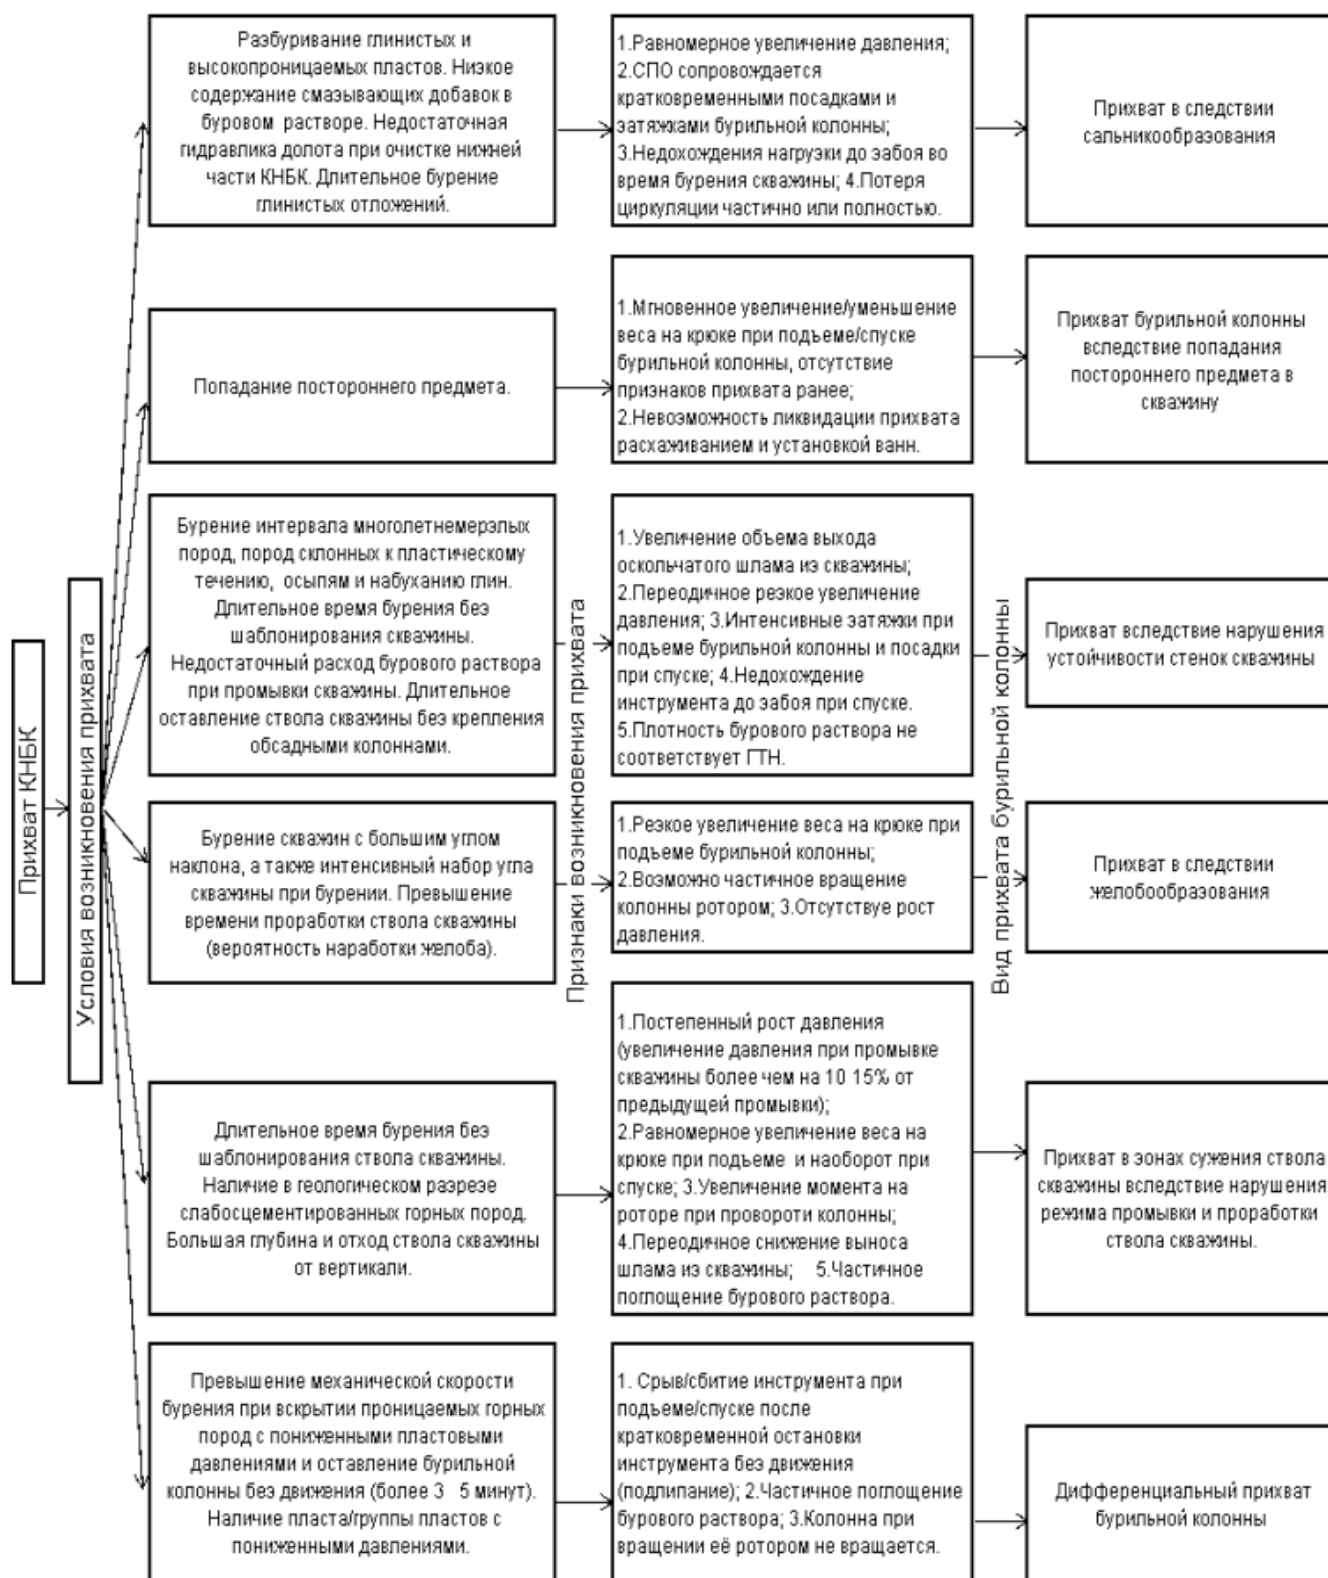 Прихват КНБК
Условия возникновения прихвата
Разбуривание глинистых и
высокопроницаемых пластов. Низкое
содержание смазывающих добавок в
буровом растворе. Недостаточная
гидравлика долота при очистке нижней
части КНБК. Длительное бурение
глинистых отложений.
1.Равномерное увеличение давления;
2.СПО сопровождается
кратковременными посадками и
затяжками бурильной колонны;
3.Недохождения нагрузки до забоя во
время бурения скважины; 4.Потеря
циркуляции частично или полностью.
Прихват в следствии
сальникообразования
Попадание постороннего предмета.
1.Мгновенное увеличение/уменьшение
веса на крюке при подъеме/спуске
бурильной колонны, отсутствие
признаков прихвата ранее;
2.Невозможность ликвидации прихвата
расхаживанием и установкой ванн.
Прихват бурильной колонны
вследствие попадания
постороннего предмета в
скважину
Бурение интервала многолетнемерэлых
пород, пород склонных к пластическому
течению, осыпям и набуханию глин.
Длительное время бурения без
шаблонирования скважины.
Недостаточный расход бурового раствора
при промывки скважины. Длительное
оставление ствола скважины без крепления
обсадными колоннами.
Признаки возникновения прихвата
1.Увеличение объема выхода
оскольчатого шлама из скважины;
2.Переодичное резкое увеличение
давления; 3.Интенсивные затяжки при
подъеме бурильной колонны и посадки
при спуске; 4.Недохождение
инструмента до забоя при спуске.
5.Плотность бурового раствора не
соответствует ГТН.
Вид прихвата бурильной колонны
Прихват вследствие нарушения
устойчивости стенок скважины
Бурение скважин с большим углом
наклона, а также интенсивный набор угла
скважины при бурении. Превышение
времени проработки ствола скважины
(вероятность наработки желоба).
1.Резкое увеличение веса на крюке при
подъеме бурильной колонны;
2.Возможно частичное вращение
колонны ротором; 3.Отсутствуе рост
давления.
Прихват в следствии
желобообразования
Длительное время бурения без
шаблонирования ствола скважины.
Наличие в геологическом разрезе
слабосцементированных горных пород.
Большая глубина и отход ствола скважины
от вертикали.
1.Постепенный рост давления
(увеличение давления при промывке
скважины более чем на 10 15% от
предыдущей промывки);
2.Равномерное увеличение веса на
крюке при подъеме и наоборот при
спуске; 3.Увеличение момента на
роторе при провороти колонны;
4.Переодичное снижение выноса
шлама из скважины; 5.Частичное
поглощение бурового раствора.
Прихват в зонах сужения ствола
скважины вследствие нарушения
режима промывки и проработки
ствола скважины.
Превышение механической скорости
бурения при вскрытии проницаемых горных
пород с пониженными пластовыми
давлениями и оставление бурильной
колонны без движения (более 3 5 минут).
Наличие пласта/группы пластов с
пониженными давлениями.
1. Срыв/сбитие инструмента при
подъеме/спуске после
кратковременной остановки
инструмента без движения
(подлипание); 2.Частичное поглощение
бурового раствора; 3.Колонна при
вращении её ротором не вращается.
Дифференциальный прихват
бурильной колонны